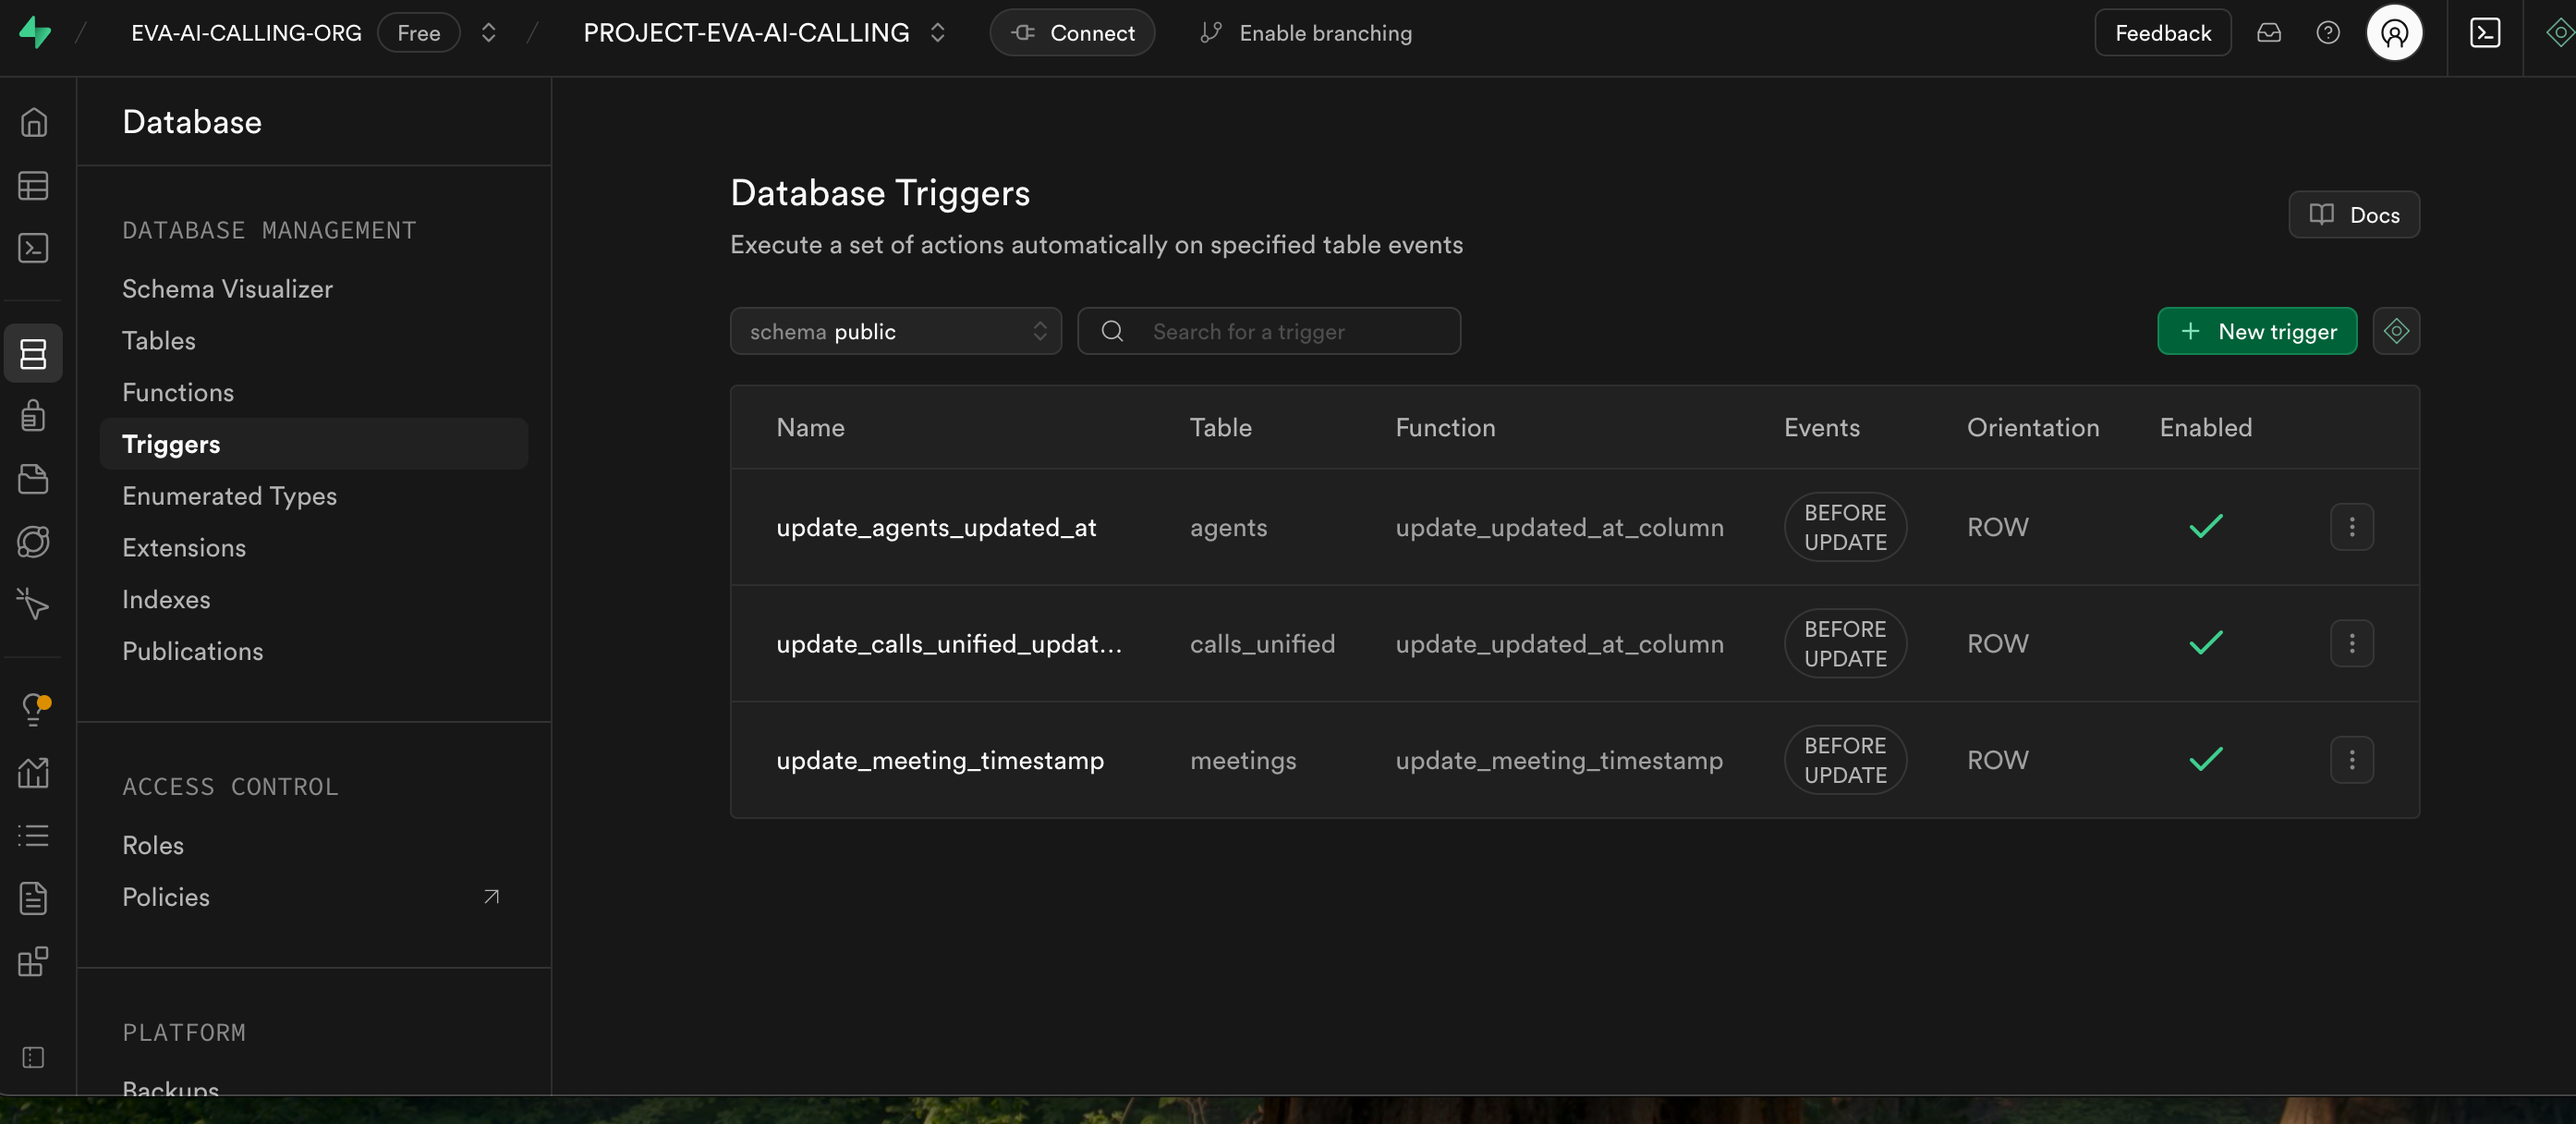 EVA-AI-CALLING-ORG Free PROJECT-EVA-AI-CALLING Connect Enable branching Feedback
Database
DATABASE MANAGEMENT
Schema Visualizer
Tables
Functions
Triggers
Enumerated Types
Extensions
Indexes
Publications
ACCESS CONTROL
Roles
Policies
PLATFORM
Backups
Database Triggers
Execute a set of actions automatically on specified table events
Docs
schema public Search for a trigger New trigger
Name Table Function Events Orientation Enabled
update_agents_updated_at agents update_updated_at_column BEFORE UPDATE ROW
update_calls_unified_updat... calls_unified update_updated_at_column BEFORE UPDATE ROW
update_meeting_timestamp meetings update_meeting_timestamp BEFORE UPDATE ROW